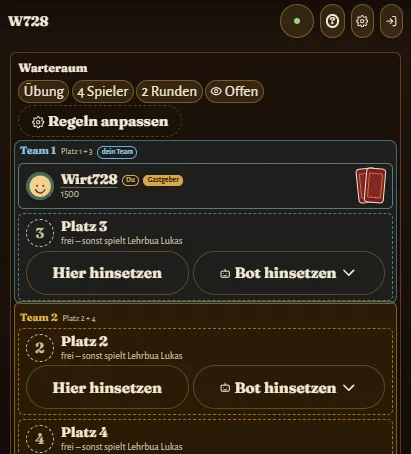 W728
Warteraum
Übung 4 Spieler 2 Runden Offen
Regeln anpassen
Team 1 Platz 1 + 3 dein Team
Wirt728 Du Gastgeber
1500
3 Platz 3
frei – sonst spielt Lehrbua Lukas
Hier hinsetzen Bot hinsetzen
Team 2 Platz 2 + 4
2 Platz 2
frei – sonst spielt Lehrbua Lukas
Hier hinsetzen Bot hinsetzen
4 Platz 4
frei – sonst spielt Lehrbua Lukas